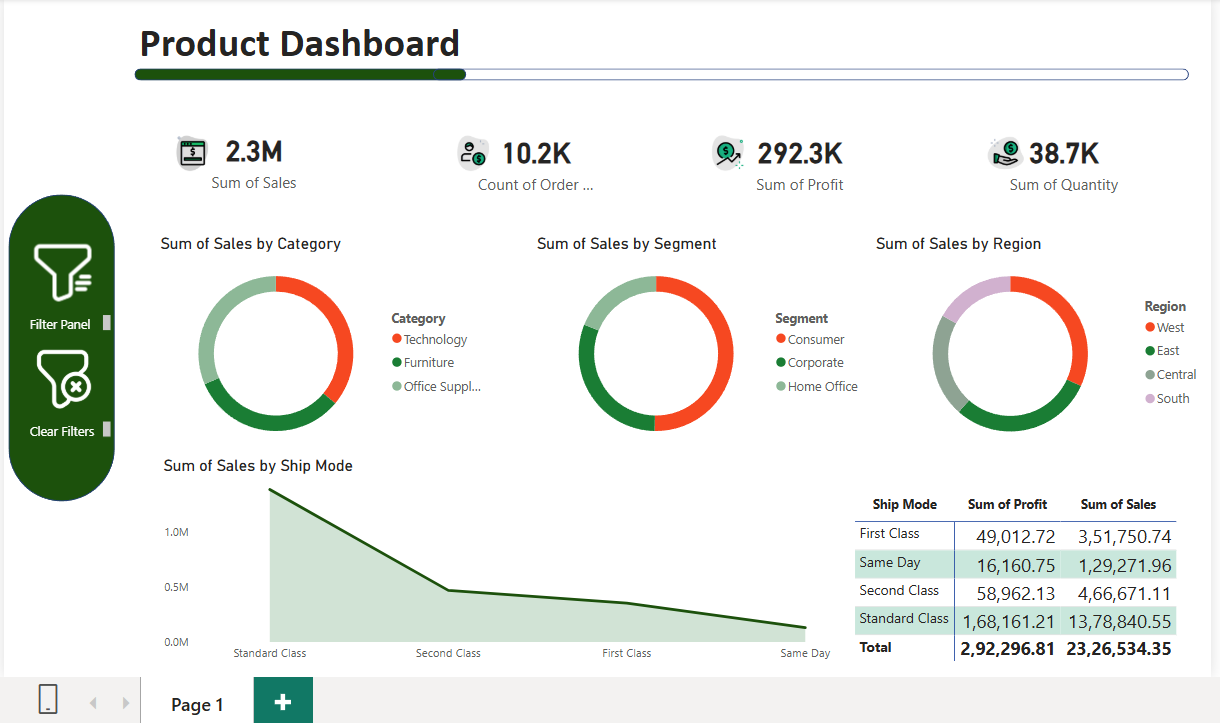 Product Dashboard
2.3M
Sum of Sales
10.2K
Count of Order ...
292.3K
Sum of Profit
38.7K
Sum of Quantity
Filter Panel
Clear Filters
Sum of Sales by Category
Category
Technology
Furniture
Office Suppl...
Sum of Sales by Segment
Segment
Consumer
Corporate
Home Office
Sum of Sales by Region
Region
West
East
Central
South
Sum of Sales by Ship Mode
1.0M
0.5M
0.0M
Standard Class Second Class First Class Same Day
Ship Mode Sum of Profit Sum of Sales
First Class 49,012.72 3,51,750.74
Same Day 16,160.75 1,29,271.96
Second Class 58,962.13 4,66,671.11
Standard Class 1,68,161.21 13,78,840.55
Total 2,92,296.81 23,26,534.35
Page 1